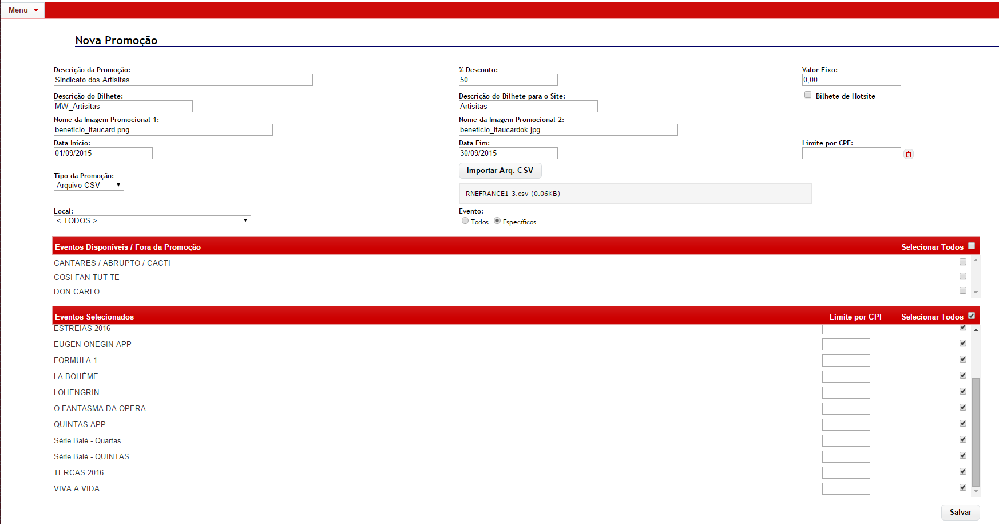 Menu
Nova Promoção
Descrição da Promoção: % Desconto: Valor Fixo:
Sindicato dos Artisitas 50 0,00
Descrição do Bilhete: Descrição do Bilhete para o Site: Bilhete de Hotsite
MW_Artisitas Artisitas
Nome da Imagem Promocional 1: Nome da Imagem Promocional 2:
beneficio_itaucard.png beneficio_itaucardok.jpg
Data Início: Data Fim: Limite por CPF:
01/09/2015 30/09/2015
Importar Arq. CSV
Tipo da Promoção:
Arquivo CSV
RNEFRANCE1-3.csv (0.06KB)
Local: Evento:
< TODOS > Todos Específicos
Eventos Disponíveis / Fora da Promoção Selecionar Todos
CANTARES / ABRUPTO / CACTI
COSI FAN TUT TE
DON CARLO
Eventos Selecionados Limite por CPF Selecionar Todos
ESTREIAS 2016
EUGEN ONEGIN APP
FORMULA 1
LA BOHÈME
LOHENGRIN
O FANTASMA DA OPERA
QUINTAS-APP
Série Balé - Quartas
Série Balé - QUINTAS
TERCAS 2016
VIVA A VIDA
Salvar